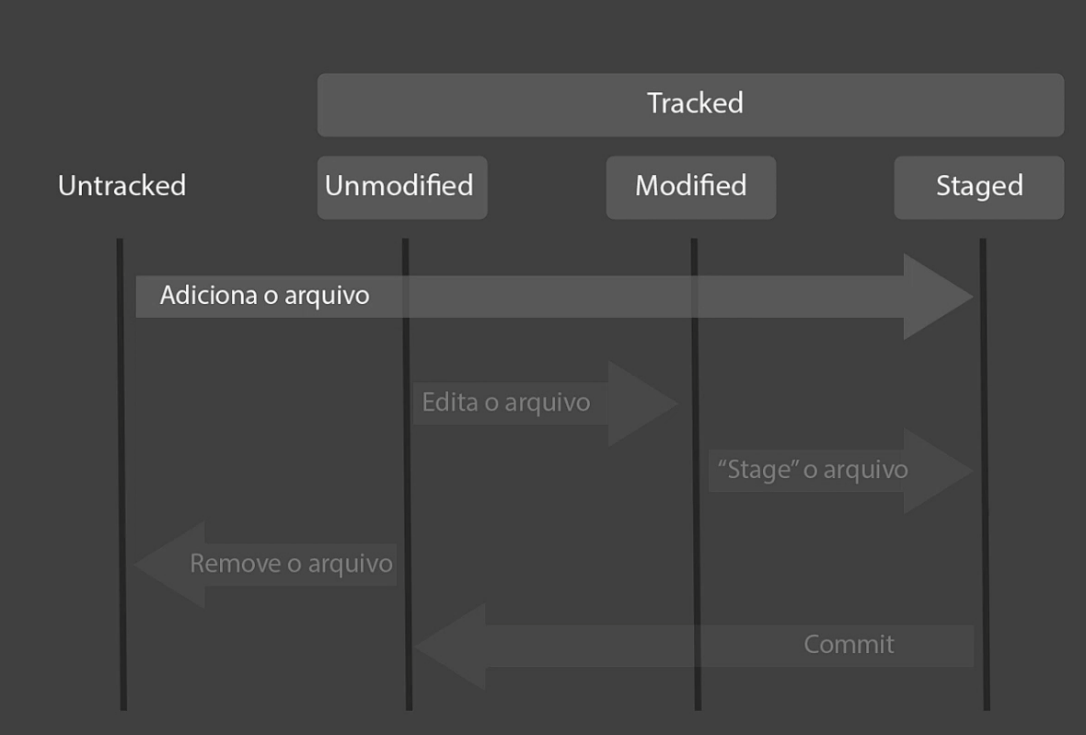 Tracked
Untracked
Unmodified
Modified
Staged
Adiciona o arquivo
Edita o arquivo
“Stage” o arquivo
Remove o arquivo
Commit